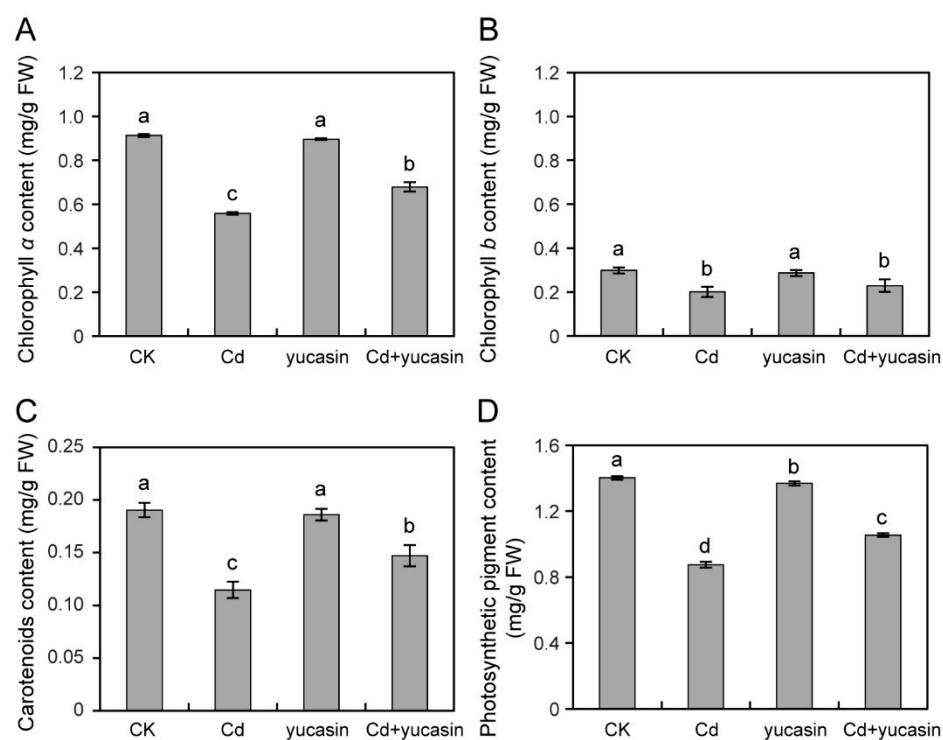 A
Chlorophyll a content (mg/g FW)
1.2
1.0
0.8
0.6
0.4
0.2
0
a
c
a
b
CK
Cd
yucasin
Cd+yucasin
B
Chlorophyll b content (mg/g FW)
1.2
1.0
0.8
0.6
0.4
0.2
0
a
b
a
b
CK
Cd
yucasin
Cd+yucasin
C
Carotenoids content (mg/g FW)
0.25
0.20
0.15
0.10
0.05
0.00
a
c
a
b
CK
Cd
yucasin
Cd+yucasin
D
Photosynthetic pigment content
(mg/g FW)
1.6
1.2
0.8
0.4
0
a
d
b
c
CK
Cd
yucasin
Cd+yucasin